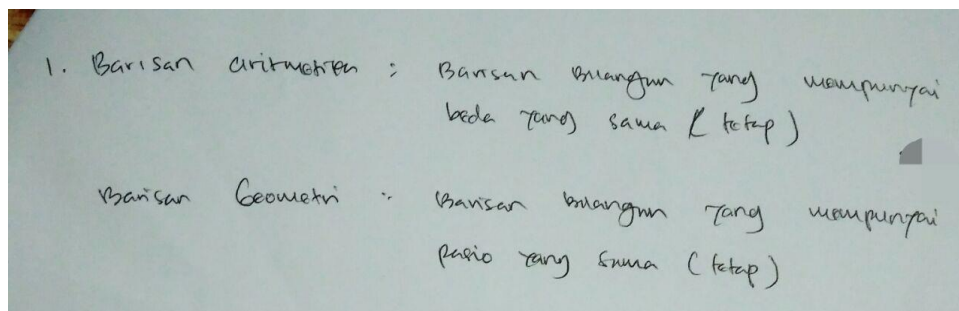 1. Barisan aritmatika : Barisan bilangan yang mempunyai
beda yang sama (tetap)
Barisan Geometri : Barisan bilangan yang mempunyai
rasio yang sama (tetap)